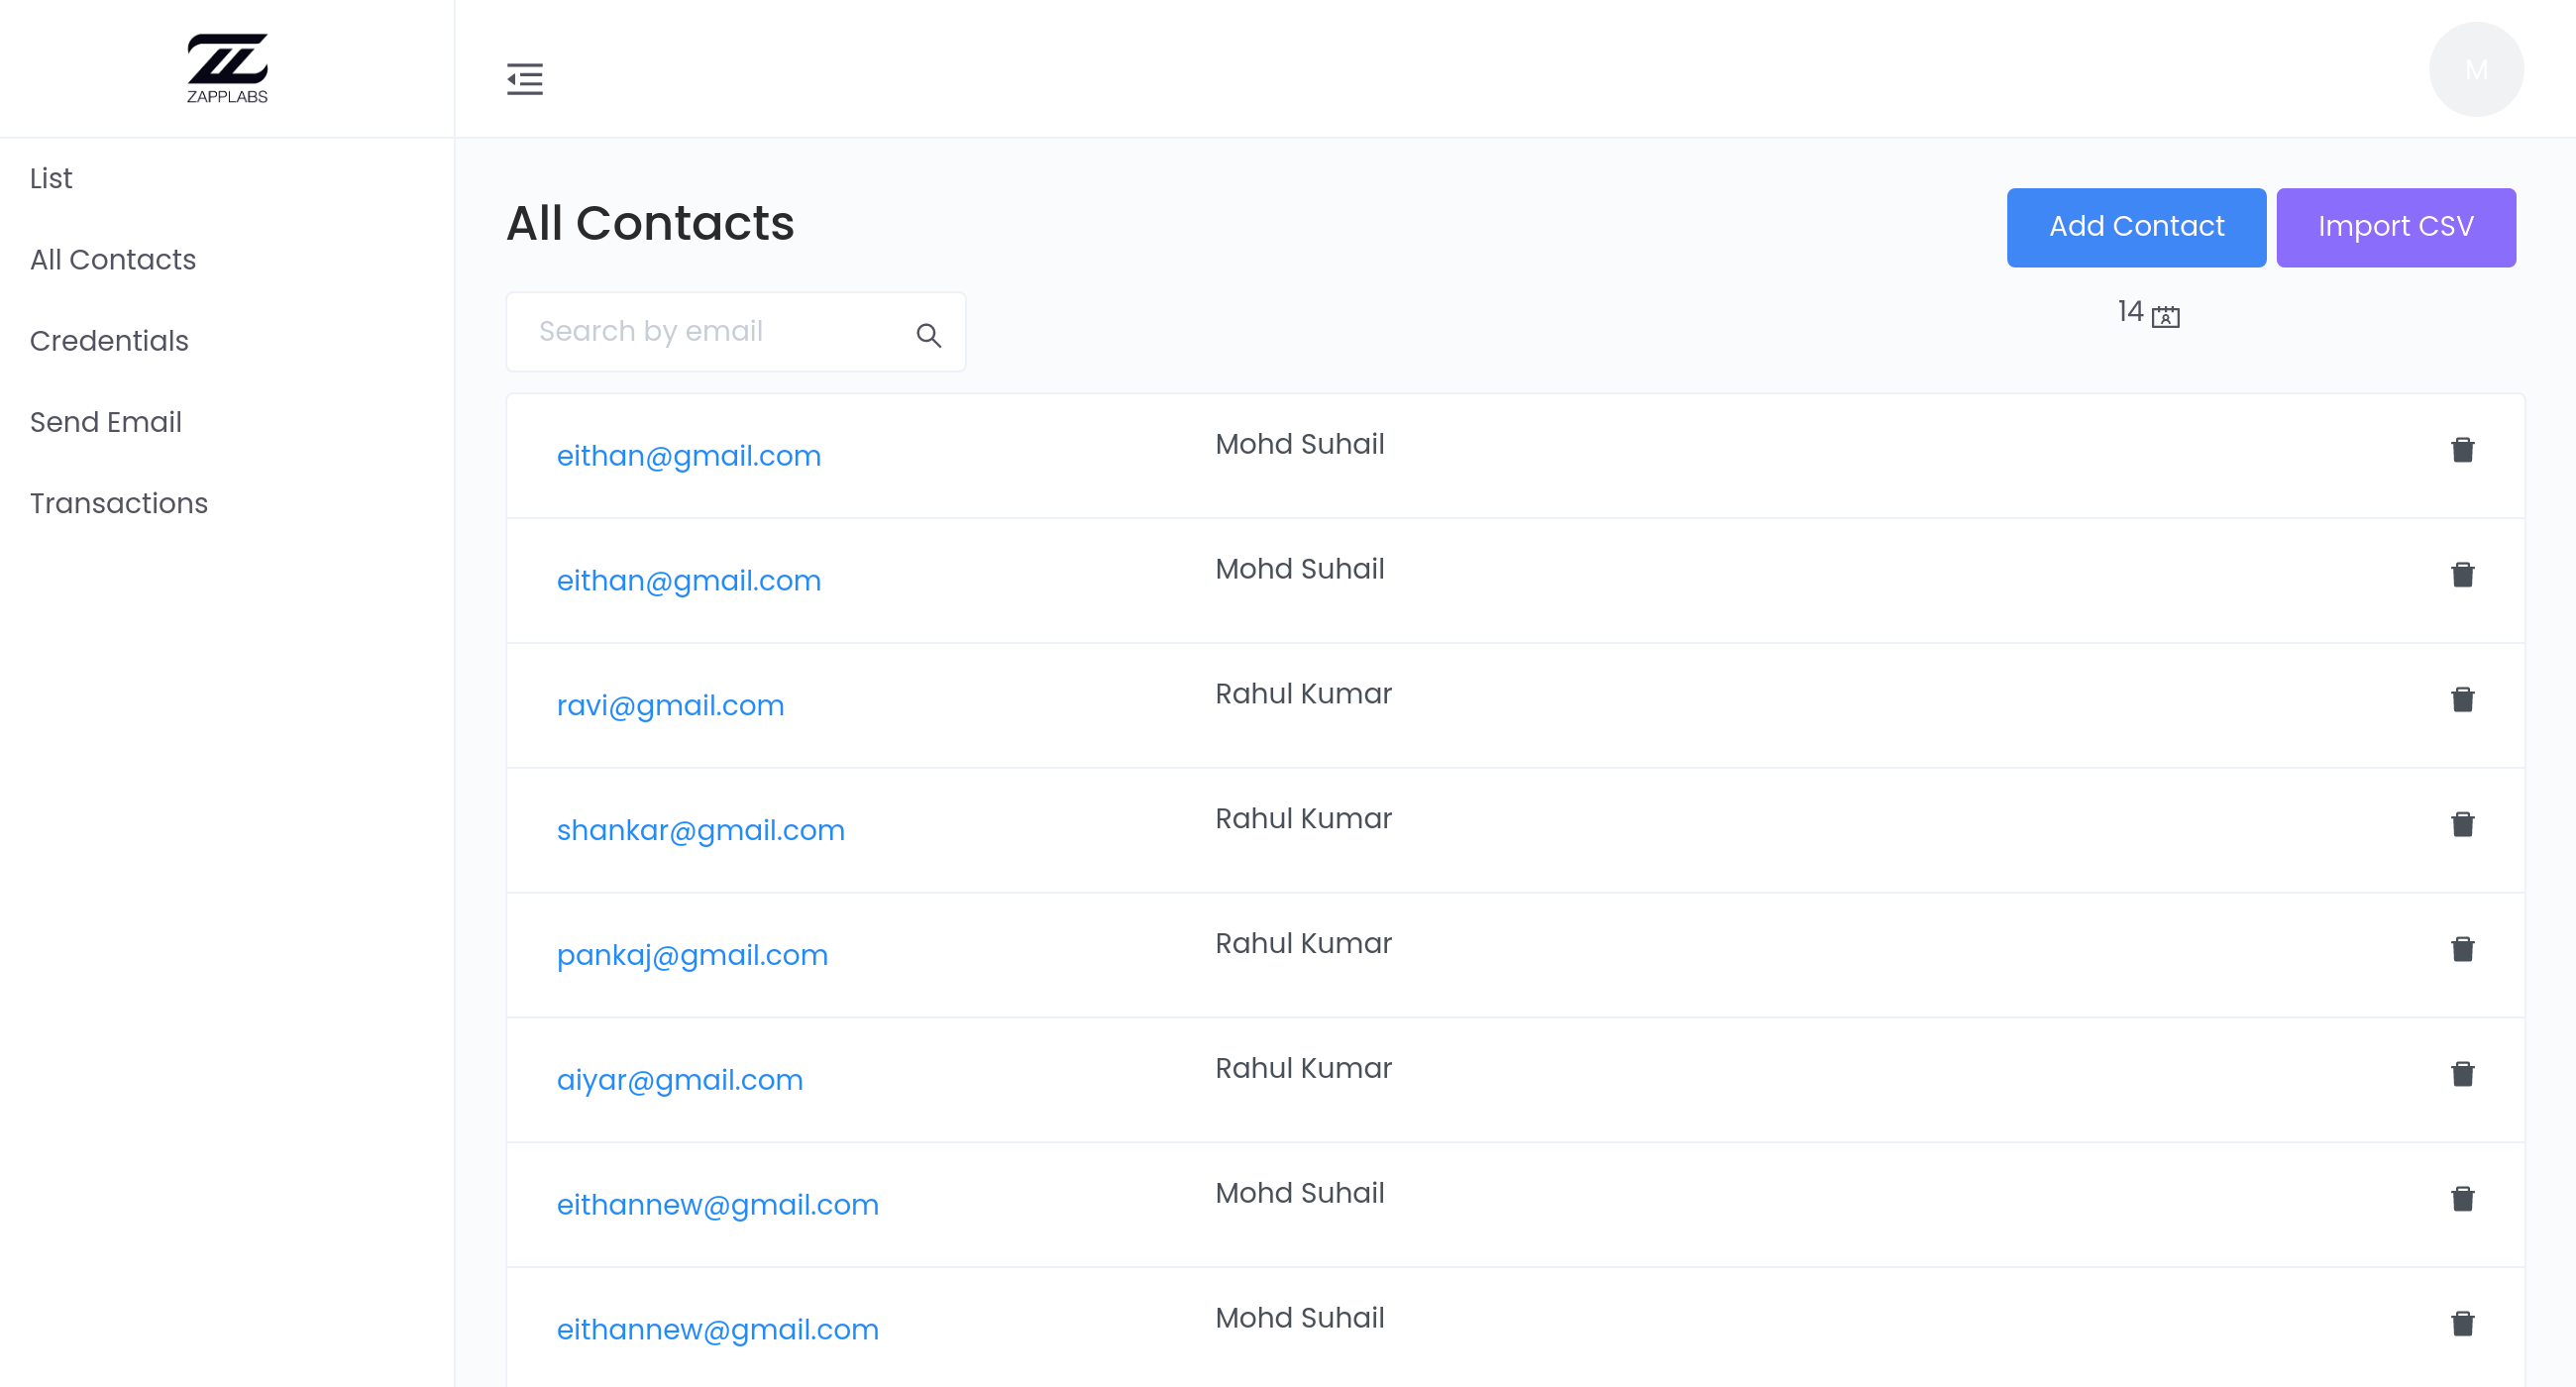 ZAPPLABS
M
List
All Contacts
Credentials
Send Email
Transactions
All Contacts
Add Contact
Import CSV
Search by email
14
eithan@gmail.com Mohd Suhail
eithan@gmail.com Mohd Suhail
ravi@gmail.com Rahul Kumar
shankar@gmail.com Rahul Kumar
pankaj@gmail.com Rahul Kumar
aiyar@gmail.com Rahul Kumar
eithannew@gmail.com Mohd Suhail
eithannew@gmail.com Mohd Suhail